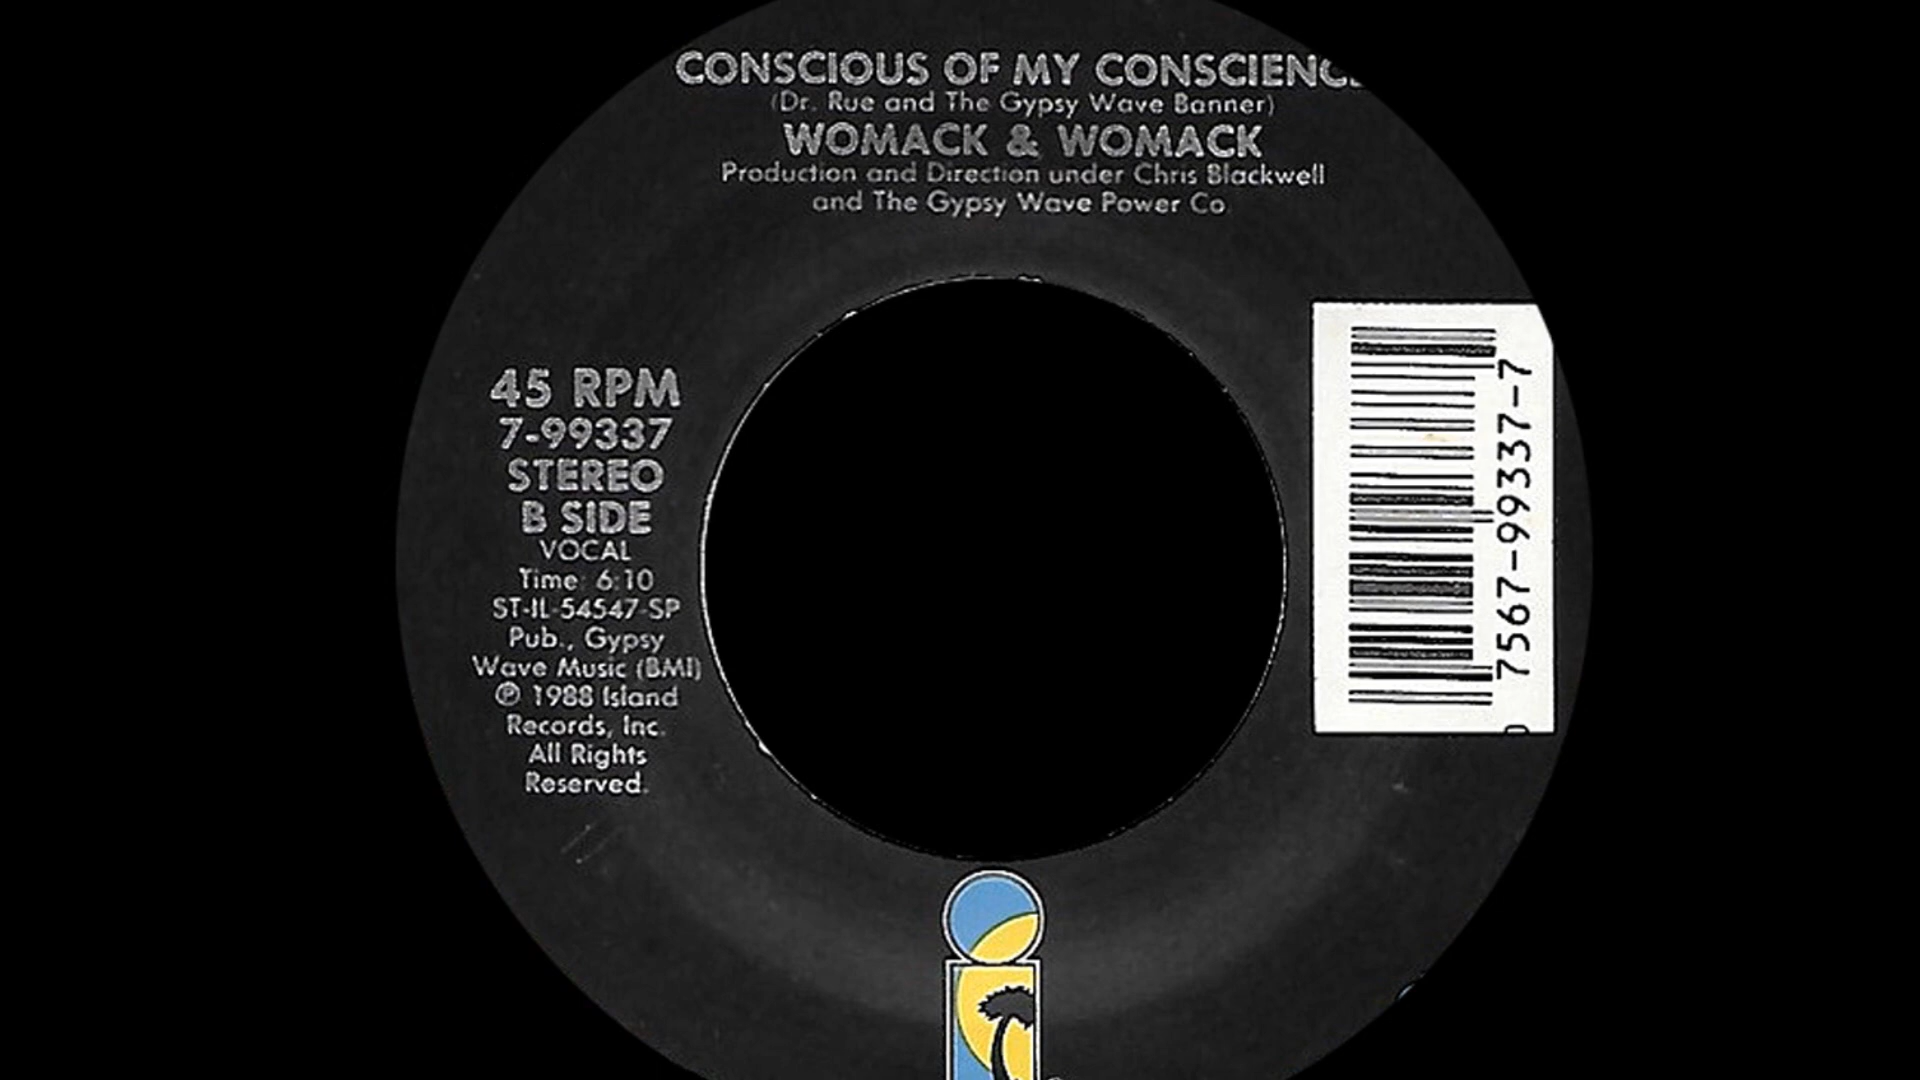 CONSCIOUS OF MY CONSCIENC
(Dr. Rue and The Gypsy Wave Banner)
WOMACK & WOMACK
Production and Direction under Chris Blackwell
and The Gypsy Wave Power Co
45 RPM
7-99337
STEREO
B SIDE
VOCAL
Time: 6:10
ST-IL-54547-SP
Pub., Gypsy
Wave Music (BMI)
℗ 1988 Island
Records, Inc.
All Rights
Reserved.
0 7567-99337-7